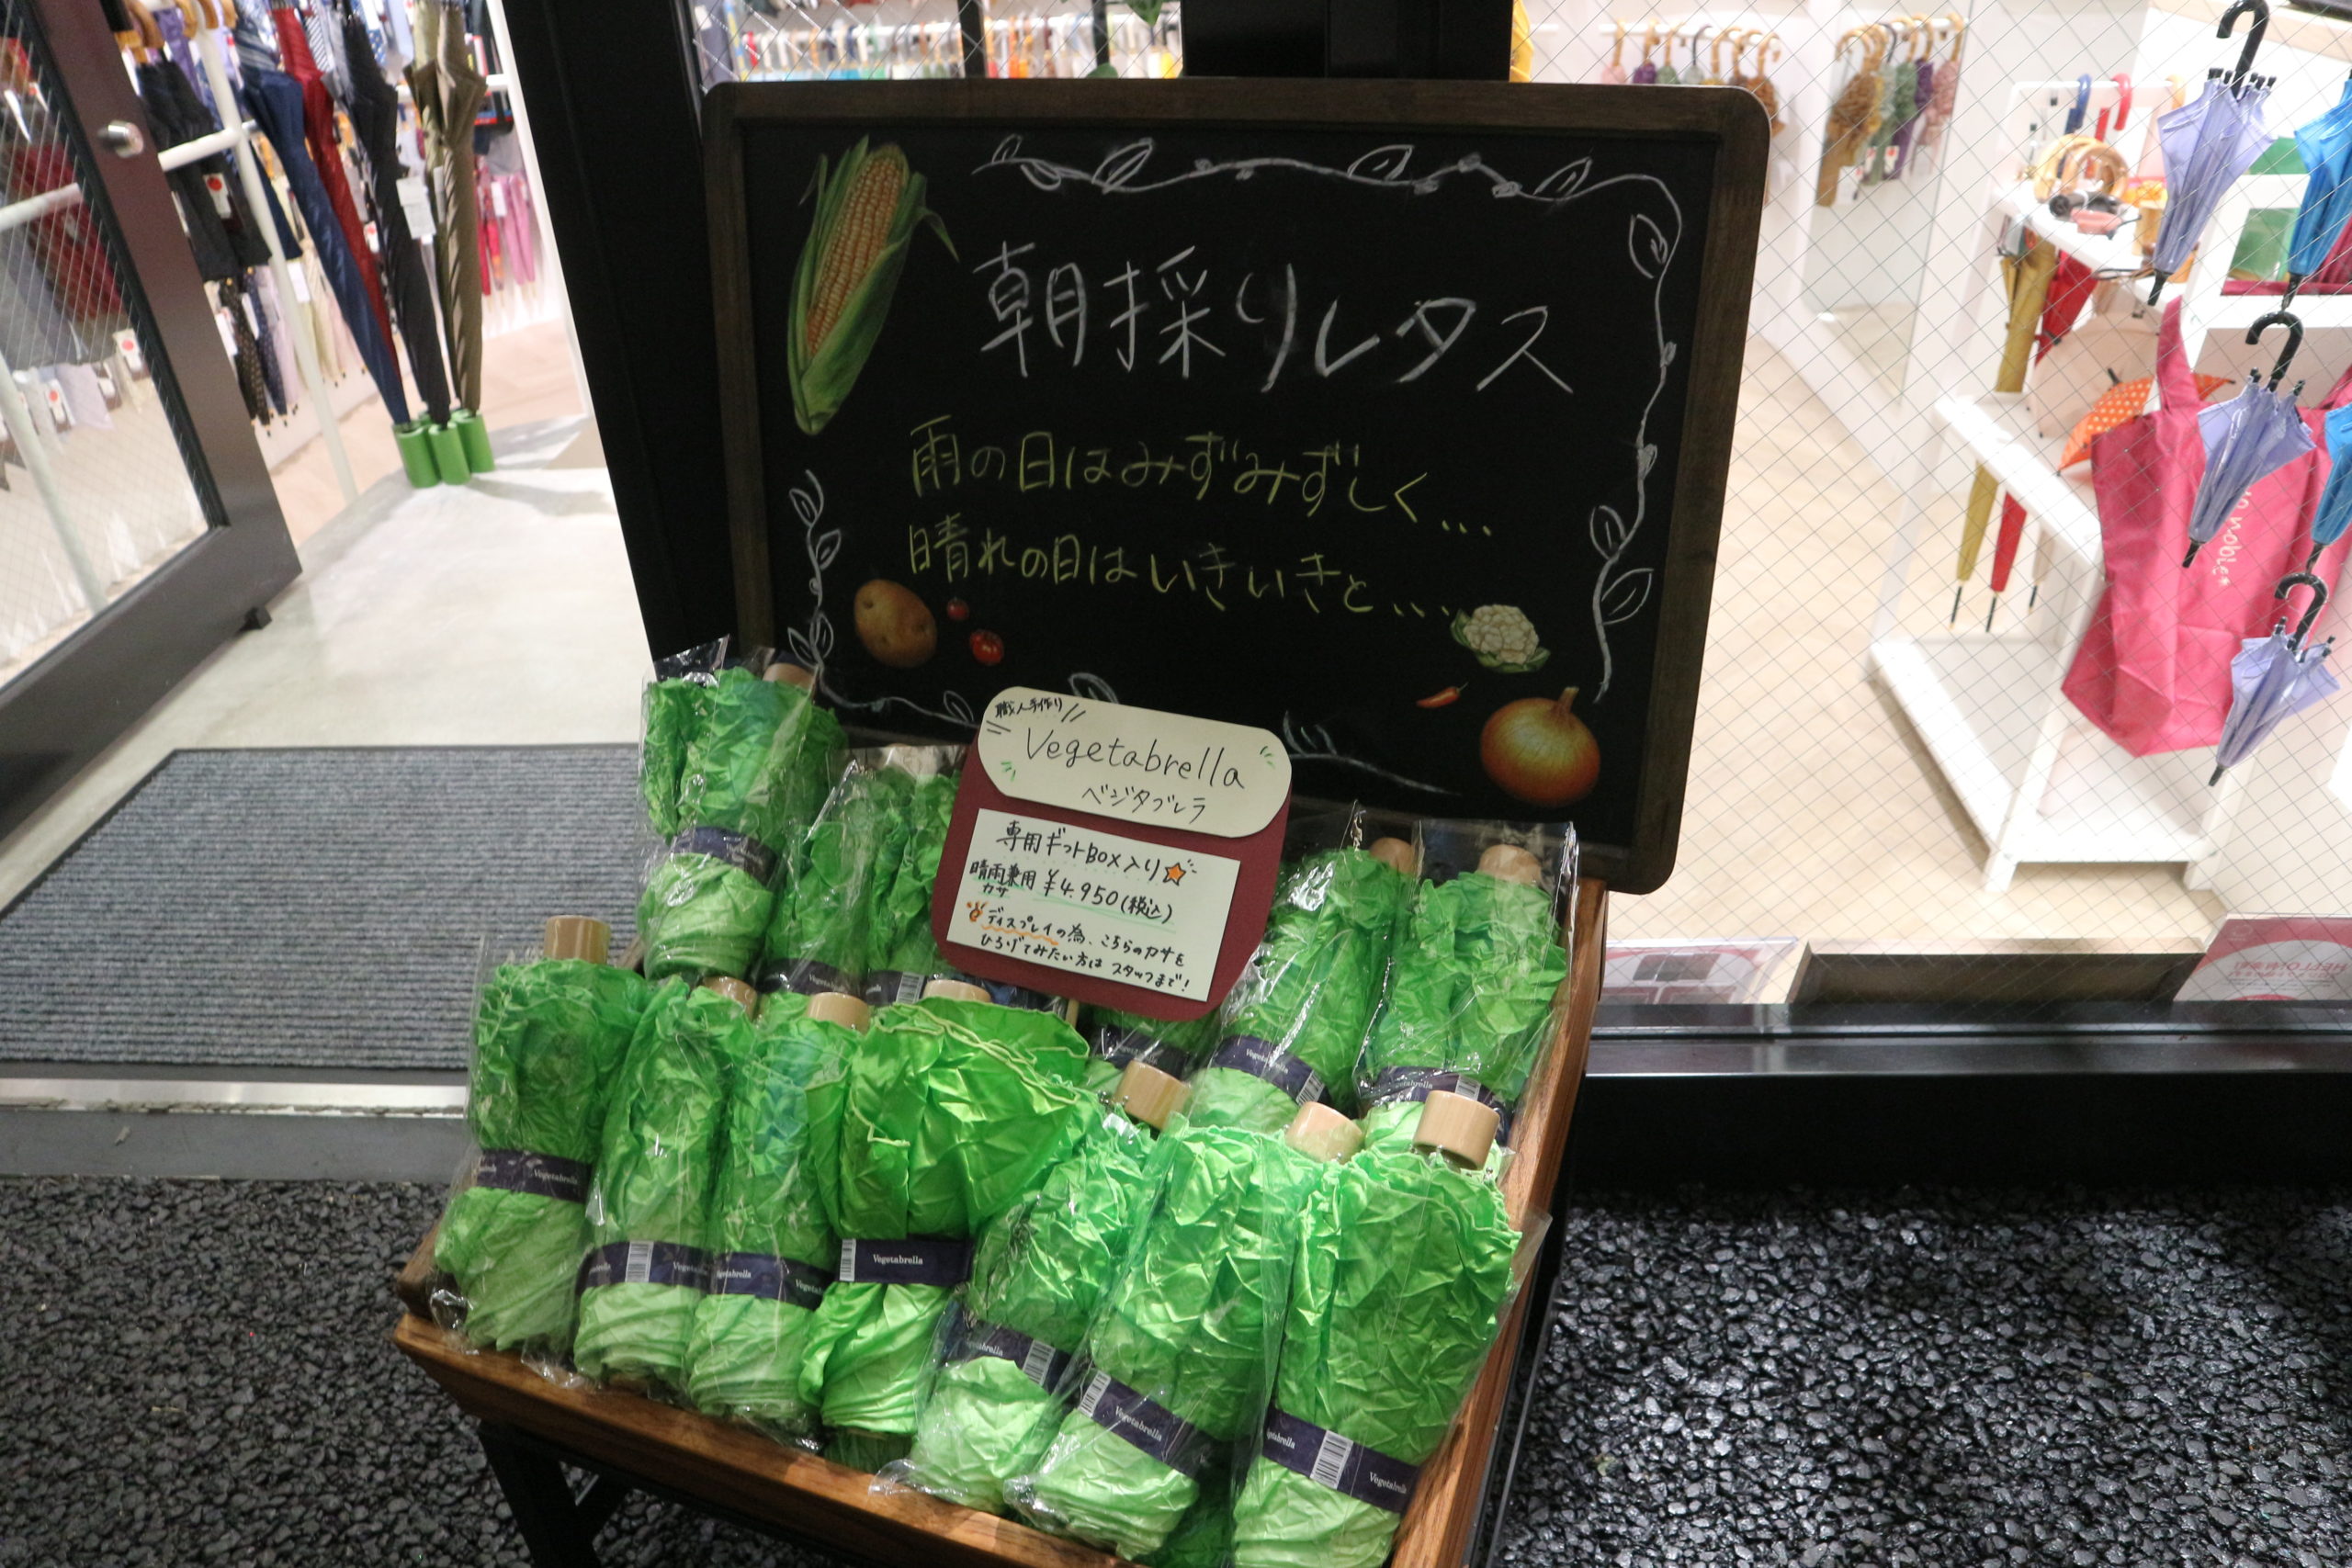 朝採りレタス
雨の日はみずみずしく...
晴れの日はいきいきと...
職人手作り
Vegetabrella
ベジタブレラ
専用ギフトBOX入り
晴雨兼用 ¥4,950(税込)
カサ
ディスプレイの為、こちらのカサを
ひろげてみたい方は スタッフまで!
Vegetabrella
Vegetabrella
Vegetabrella
Vegetabrella